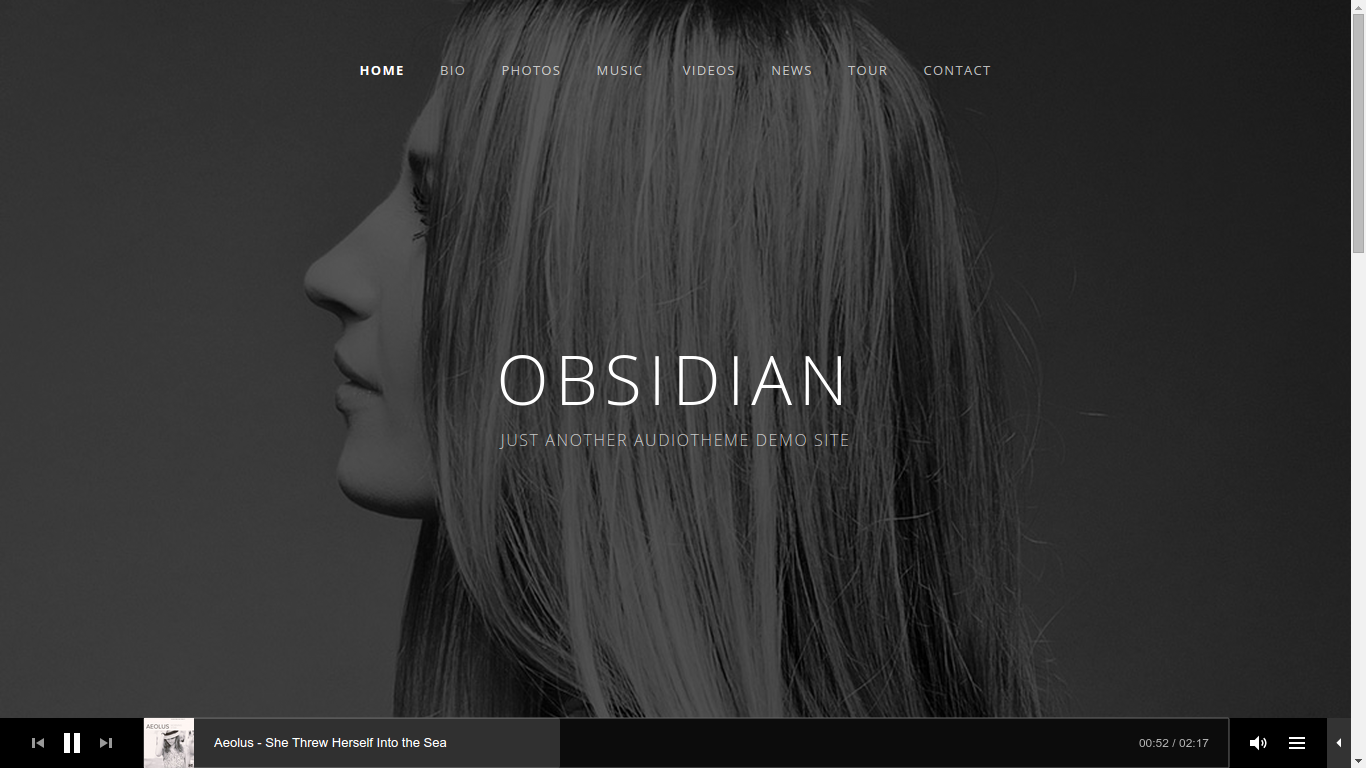 HOME BIO PHOTOS MUSIC VIDEOS NEWS TOUR CONTACT
OBSIDIAN
JUST ANOTHER AUDIOTHEME DEMO SITE
AEOLUS
Aeolus - She Threw Herself Into the Sea 00:52 / 02:17